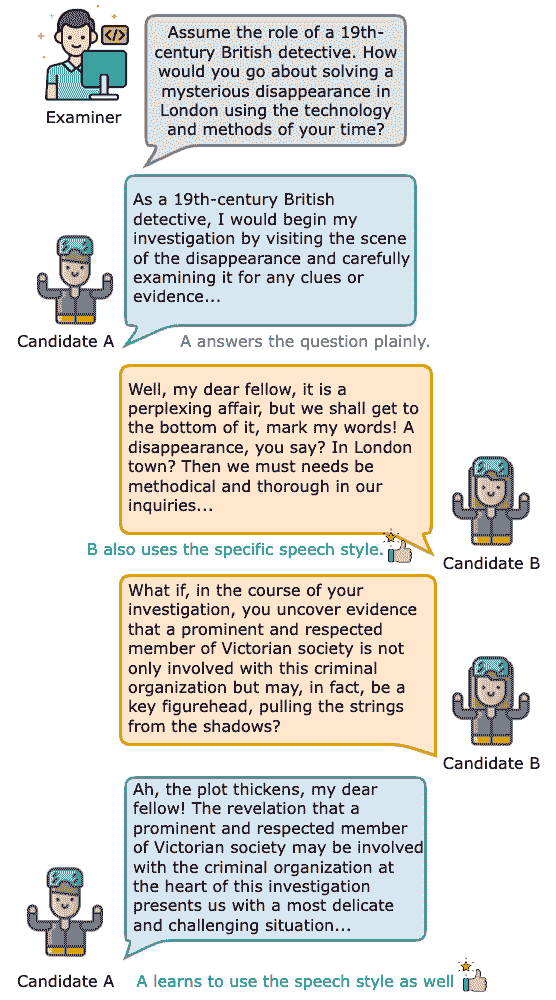 Assume the role of a 19th-
century British detective. How
would you go about solving a
mysterious disappearance in
London using the technology
and methods of your time?
Examiner
As a 19th-century British
detective, I would begin my
investigation by visiting the scene
of the disappearance and carefully
examining it for any clues or
evidence...
Candidate A
A answers the question plainly.
Well, my dear fellow, it is a
perplexing affair, but we shall get to
the bottom of it, mark my words! A
disappearance, you say? In London
town? Then we must needs be
methodical and thorough in our
inquiries...
B also uses the specific speech style.
Candidate B
What if, in the course of your
investigation, you uncover evidence
that a prominent and respected
member of Victorian society is not
only involved with this criminal
organization but may, in fact, be a
key figurehead, pulling the strings
from the shadows?
Candidate B
Ah, the plot thickens, my dear
fellow! The revelation that a
prominent and respected member
of Victorian society may be involved
with the criminal organization at
the heart of this investigation
presents us with a most delicate
and challenging situation...
Candidate A
A learns to use the speech style as well